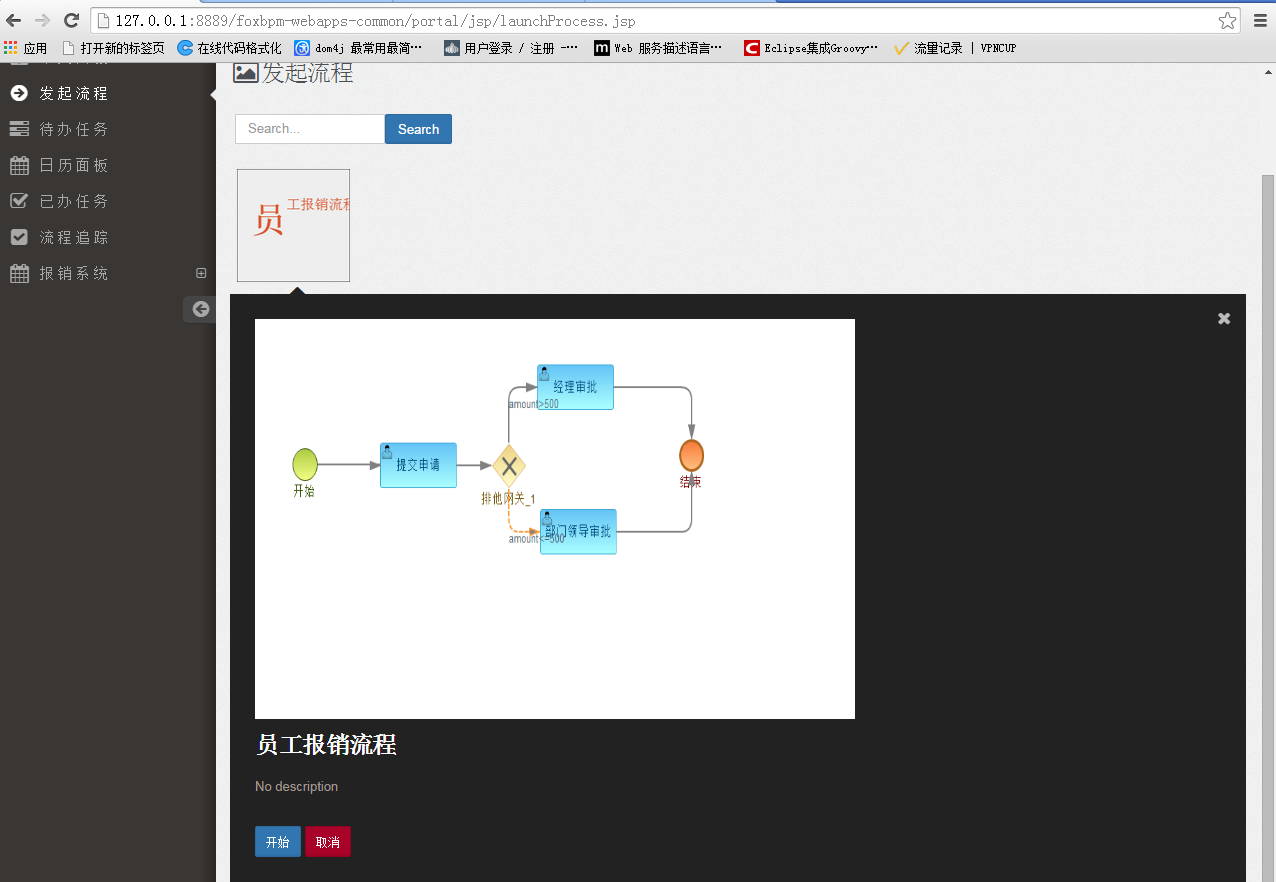 127.0.0.1:8889/foxbpm-webapps-common/portal/jsp/launchProcess.jsp
应用 打开新的标签页 在线代码格式化 dom4j 最常用最简… 用户登录 / 注册 -… Web 服务描述语言… Eclipse集成Groovy… 流量记录 | VPNCUP
发起流程
发起流程
待办任务
日历面板
已办任务
流程追踪
报销系统
Search...
Search
员工报销流程
经理审批
amount>500
提交申请
开始
排他网关_1
结束
部门领导审批
amount<=500
员工报销流程
No description
开始
取消